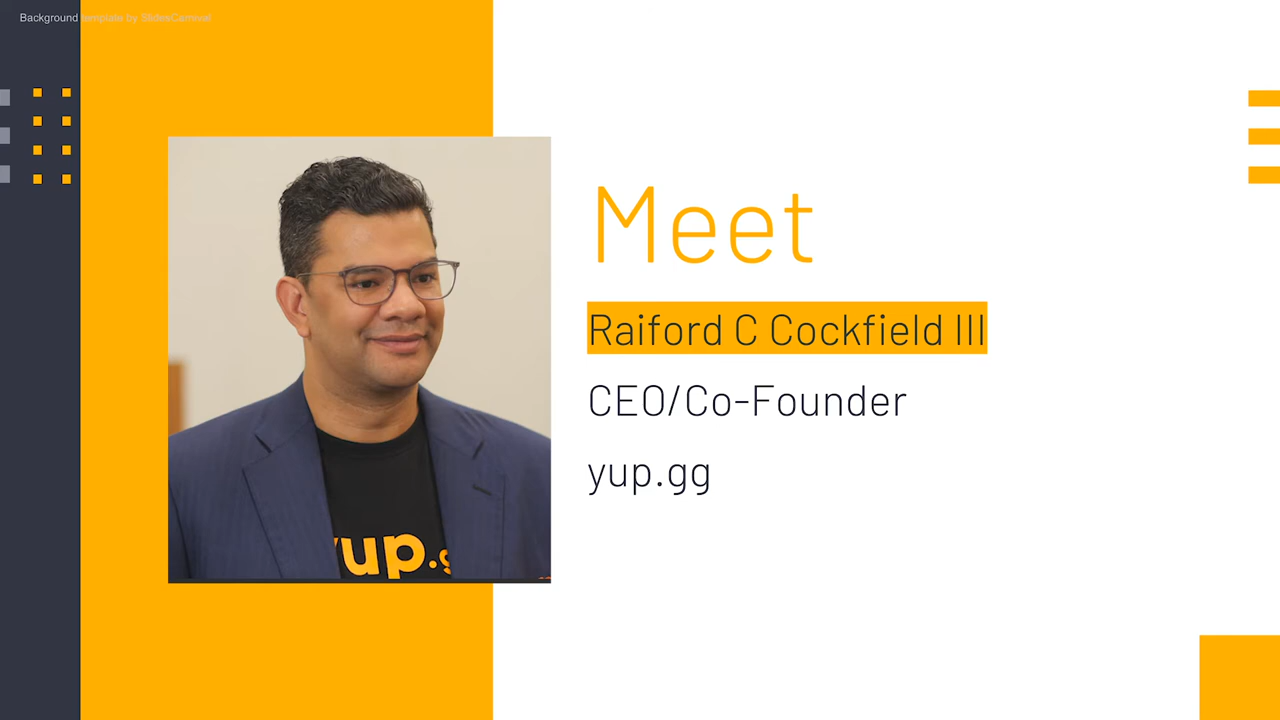 Background template by SlidesCarnival
Meet
Raiford C Cockfield III
CEO/Co-Founder
yup.gg
yup.g